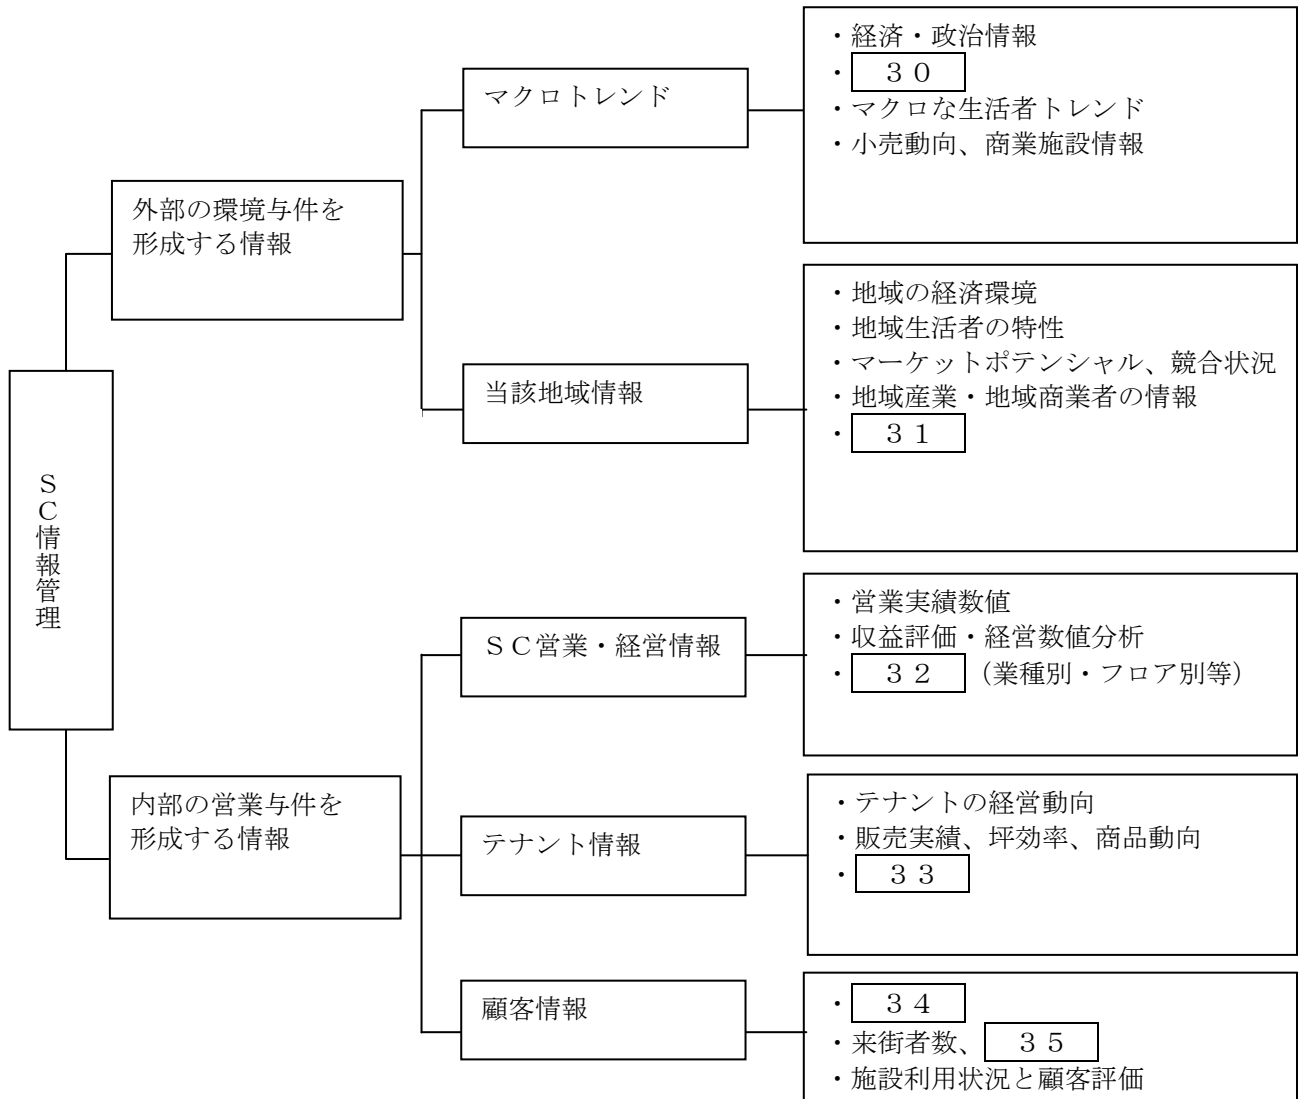 ＳＣ情報管理
外部の環境与件を
形成する情報
マクロトレンド
・経済・政治情報
・３０
・マクロな生活者トレンド
・小売動向、商業施設情報
当該地域情報
・地域の経済環境
・地域生活者の特性
・マーケットポテンシャル、競合状況
・地域産業・地域商業者の情報
・３１
内部の営業与件を
形成する情報
ＳＣ営業・経営情報
・営業実績数値
・収益評価・経営数値分析
・３２（業種別・フロア別等）
テナント情報
・テナントの経営動向
・販売実績、坪効率、商品動向
・３３
顧客情報
・３４
・来街者数、３５
・施設利用状況と顧客評価